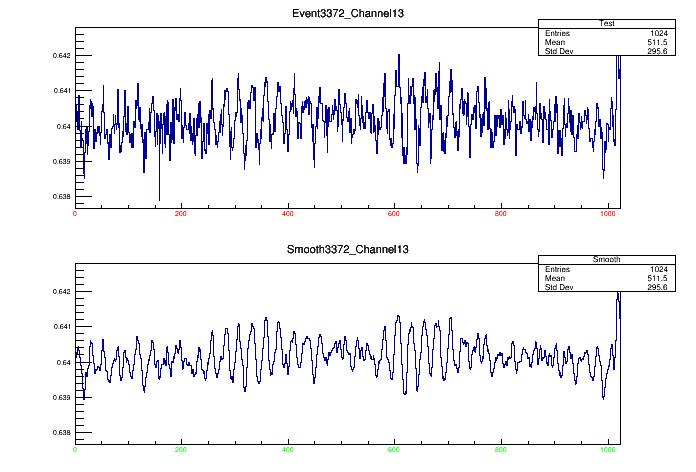 Event3372_Channel13
Test
Entries 1024
Mean 511.5
Std Dev 295.6
0.642
0.641
0.64
0.639
0.638
0 200 400 600 800 1000
Smooth3372_Channel13
Smooth
Entries 1024
Mean 511.5
Std Dev 295.6
0.642
0.641
0.64
0.639
0.638
0 200 400 600 800 1000